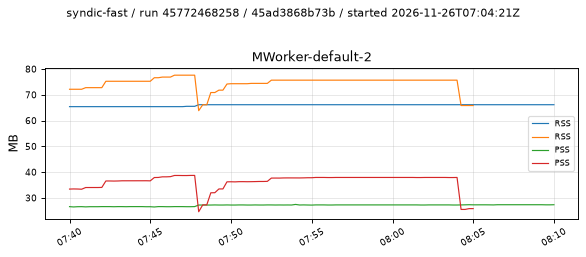 syndic-fast / run 45772468258 / 45ad3868b73b / started 2026-11-26T07:04:21Z
MWorker-default-2
MB
80
70
60
50
40
30
RSS
RSS
PSS
PSS
07:40
07:45
07:50
07:55
08:00
08:05
08:10